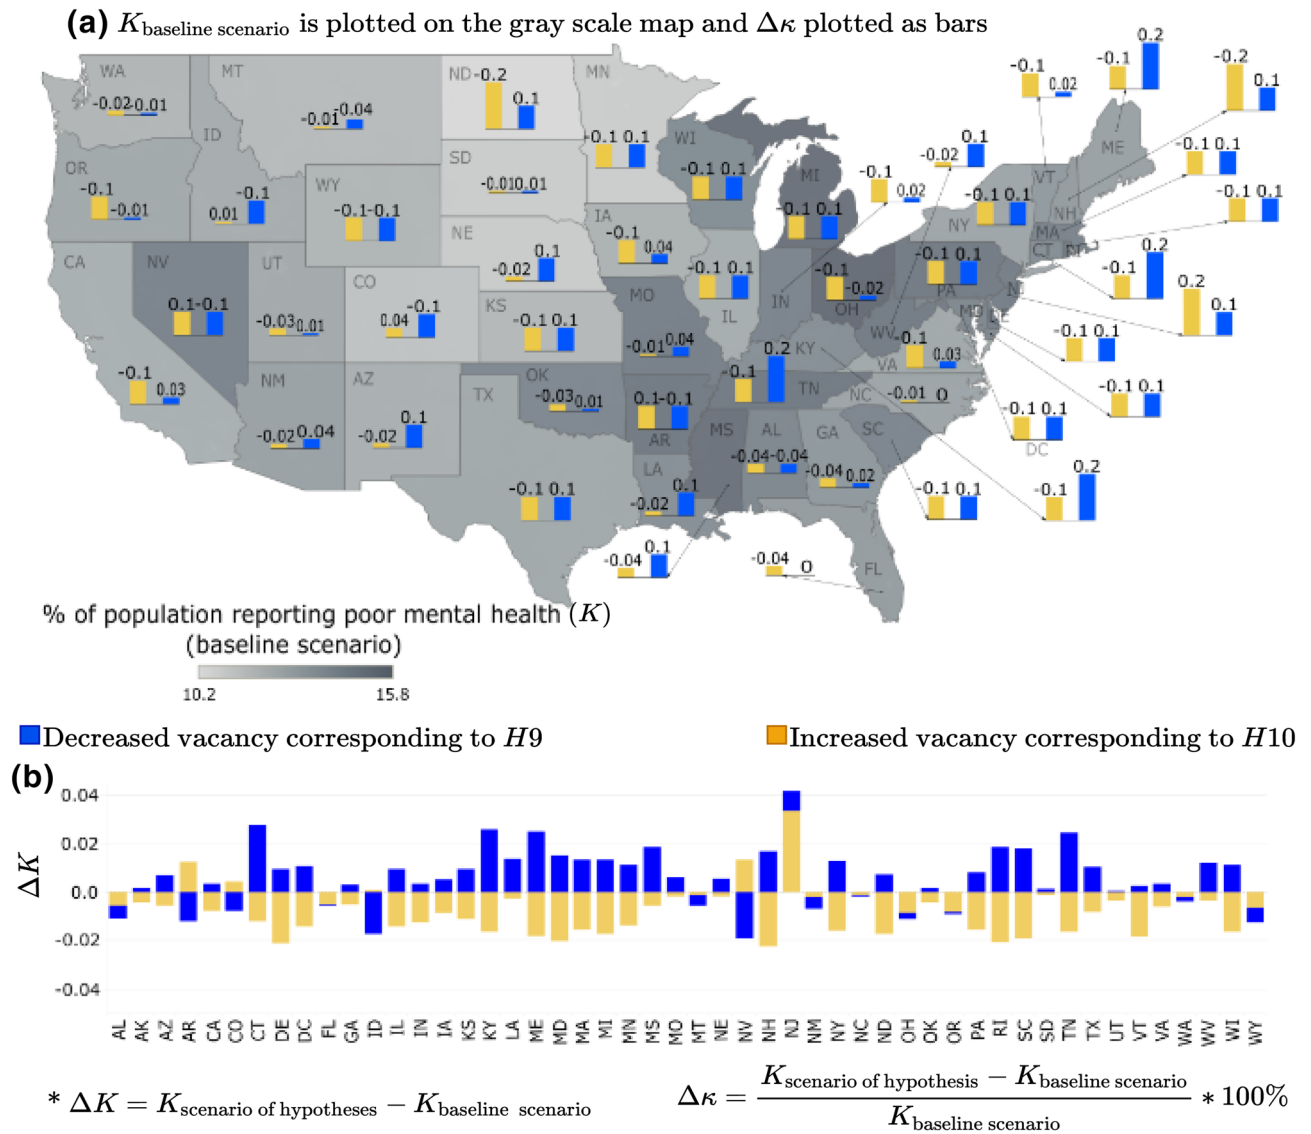 (a) K baseline scenario is plotted on the gray scale map and Δκ plotted as bars
-0.1 0.2
-0.2 0.1
-0.1 0.02
WA -0.02 -0.01
MT -0.01 -0.04
ND -0.2 0.1
MN -0.1 0.1
WI -0.1 0.1
MI -0.1 0.1
-0.1 0.02
-0.02 0.1
ME
-0.1 0.1
ID 0.01 -0.1
OR -0.1 -0.01
WY -0.1 -0.1
SD -0.01 0.01
IA -0.1 0.04
NY -0.1 0.1
VT
NH
MA
CT
-0.1 0.1
NE -0.02 0.1
CA -0.1 0.03
NV 0.1 -0.1
UT -0.03 0.01
CO 0.04 -0.1
KS -0.1 0.1
MO -0.01 0.04
IL -0.1 0.1
IN
OH -0.1 -0.02
PA -0.1 0.1
NJ
-0.1 0.2
0.2 0.1
MD
DE
WV
VA -0.1 0.03
KY
-0.1 0.1
NM -0.02 0.04
AZ -0.02 0.1
TX -0.1 0.1
OK -0.03 0.01
AR 0.1 -0.1
TN -0.1 0.2
NC -0.01 0
-0.1 0.1
-0.1 0.1
DC
LA -0.02 0.1
MS
AL -0.04 -0.04
GA -0.04 0.02
SC
-0.1 0.1
-0.1 0.2
-0.04 0.1
-0.04 0
FL
% of population reporting poor mental health (K)
(baseline scenario)
10.2 15.8
Decreased vacancy corresponding to H9
Increased vacancy corresponding to H10
(b)
ΔK
0.04
0.02
0.0
-0.02
-0.04
AL AK AZ AR CA CO CT DE DC FL GA ID IL IN IA KS KY LA ME MD MA MI MN MS MO MT NE NV NH NJ NM NY NC ND OH OK OR PA RI SC SD TN TX UT VT VA WA WV WI WY
* ΔK = K scenario of hypotheses − K baseline scenario
Δκ = (K scenario of hypothesis − K baseline scenario) / K baseline scenario * 100%